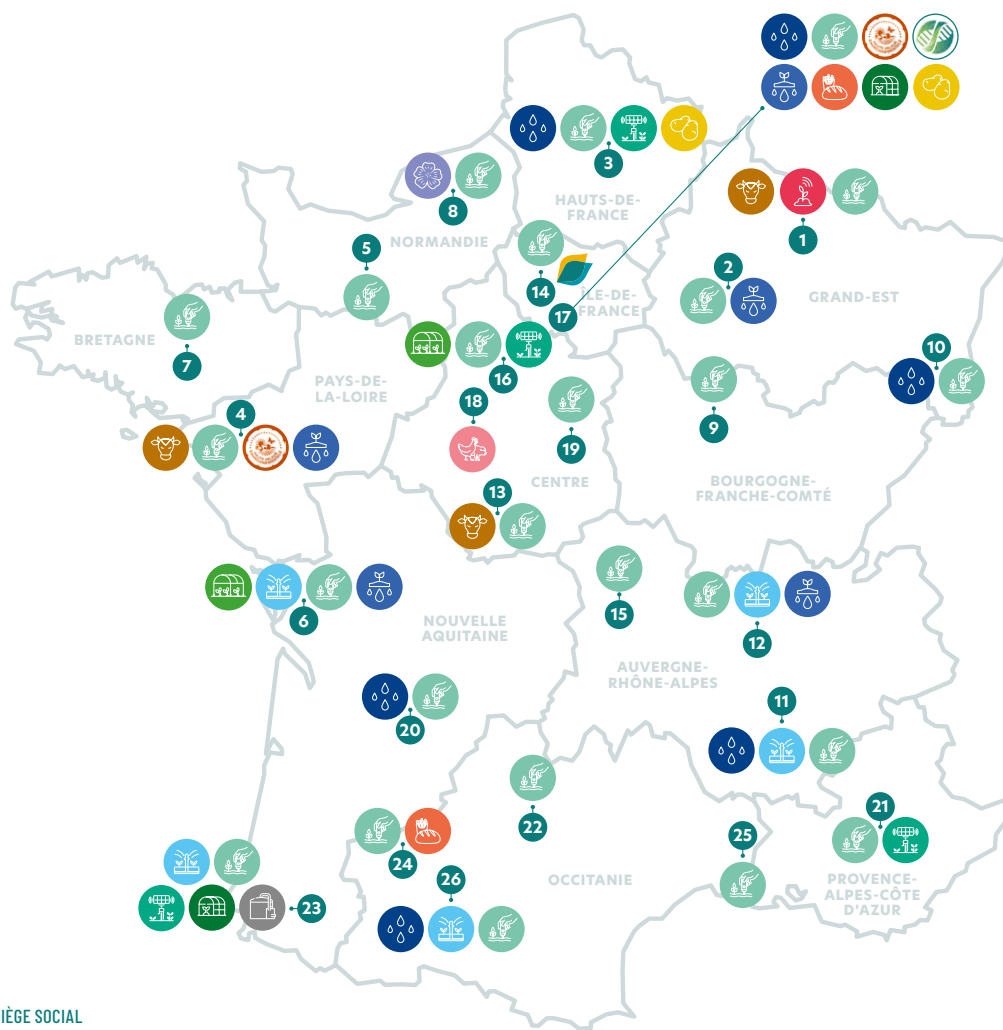 3
HAUTS-DE-
FRANCE
8
1
NORMANDIE
5
2
14
ÎLE-DE-
FRANCE
GRAND-EST
17
7
BRETAGNE
16
10
PAYS-DE-
LA-LOIRE
18
9
4
19
CENTRE
BOURGOGNE-
FRANCHE-COMTÉ
13
6
NOUVELLE
AQUITAINE
15
12
AUVERGNE-
RHÔNE-ALPES
11
20
22
21
24
25
26
OCCITANIE
PROVENCE-
ALPES-CÔTE
D'AZUR
23
IÈGE SOCIAL